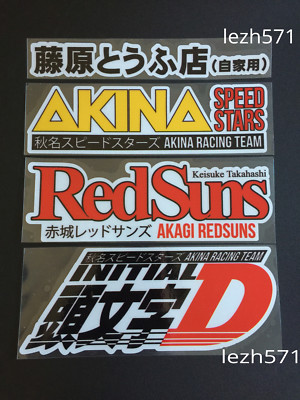 lezh571
藤原とうふ店(自家用)
AKINA SPEED STARS
秋名スピードスターズ AKINA RACING TEAM
RedSuns
Keisuke Takahashi
赤城レッドサンズ AKAGI REDSUNS
秋名スピードスターズ AKINA RACING TEAM
INITIAL
頭文字D
lezh571